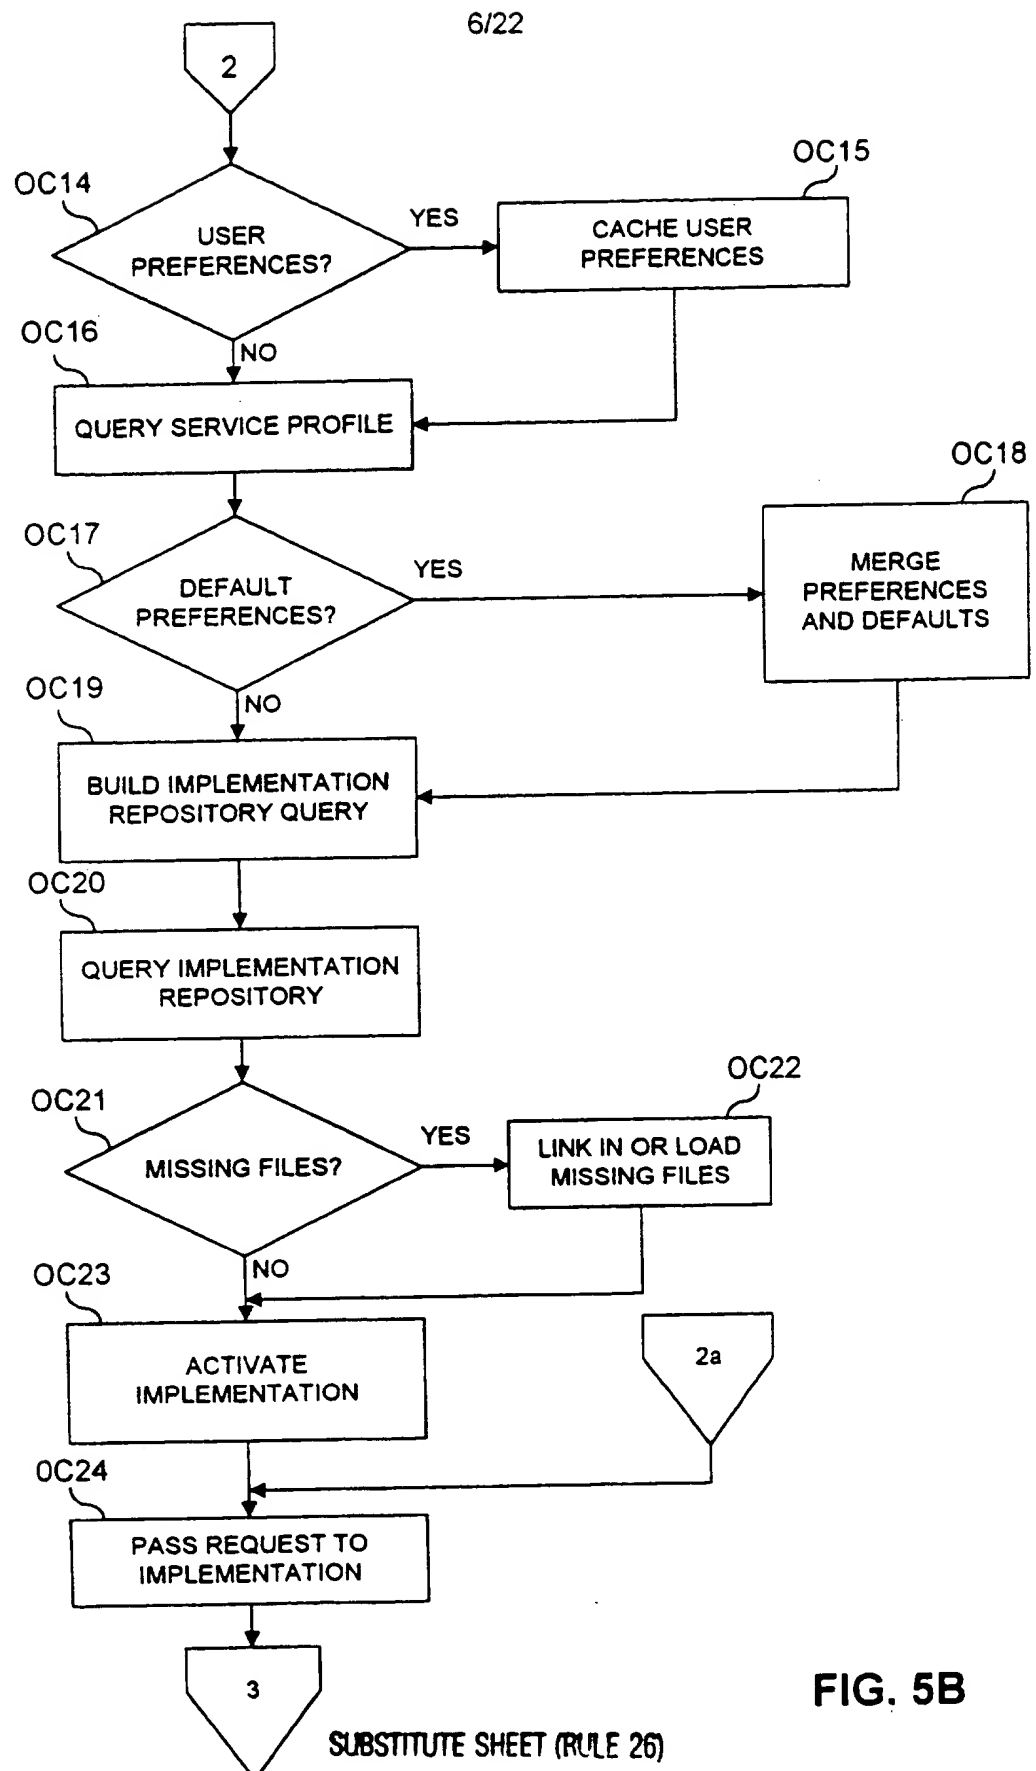 6/22
2
OC14
USER
PREFERENCES?
YES
OC15
CACHE USER
PREFERENCES
NO
OC16
QUERY SERVICE PROFILE
OC17
DEFAULT
PREFERENCES?
YES
OC18
MERGE
PREFERENCES
AND DEFAULTS
NO
OC19
BUILD IMPLEMENTATION
REPOSITORY QUERY
OC20
QUERY IMPLEMENTATION
REPOSITORY
OC21
MISSING FILES?
YES
OC22
LINK IN OR LOAD
MISSING FILES
NO
OC23
ACTIVATE
IMPLEMENTATION
2a
OC24
PASS REQUEST TO
IMPLEMENTATION
3
FIG. 5B
SUBSTITUTE SHEET (RULE 26)